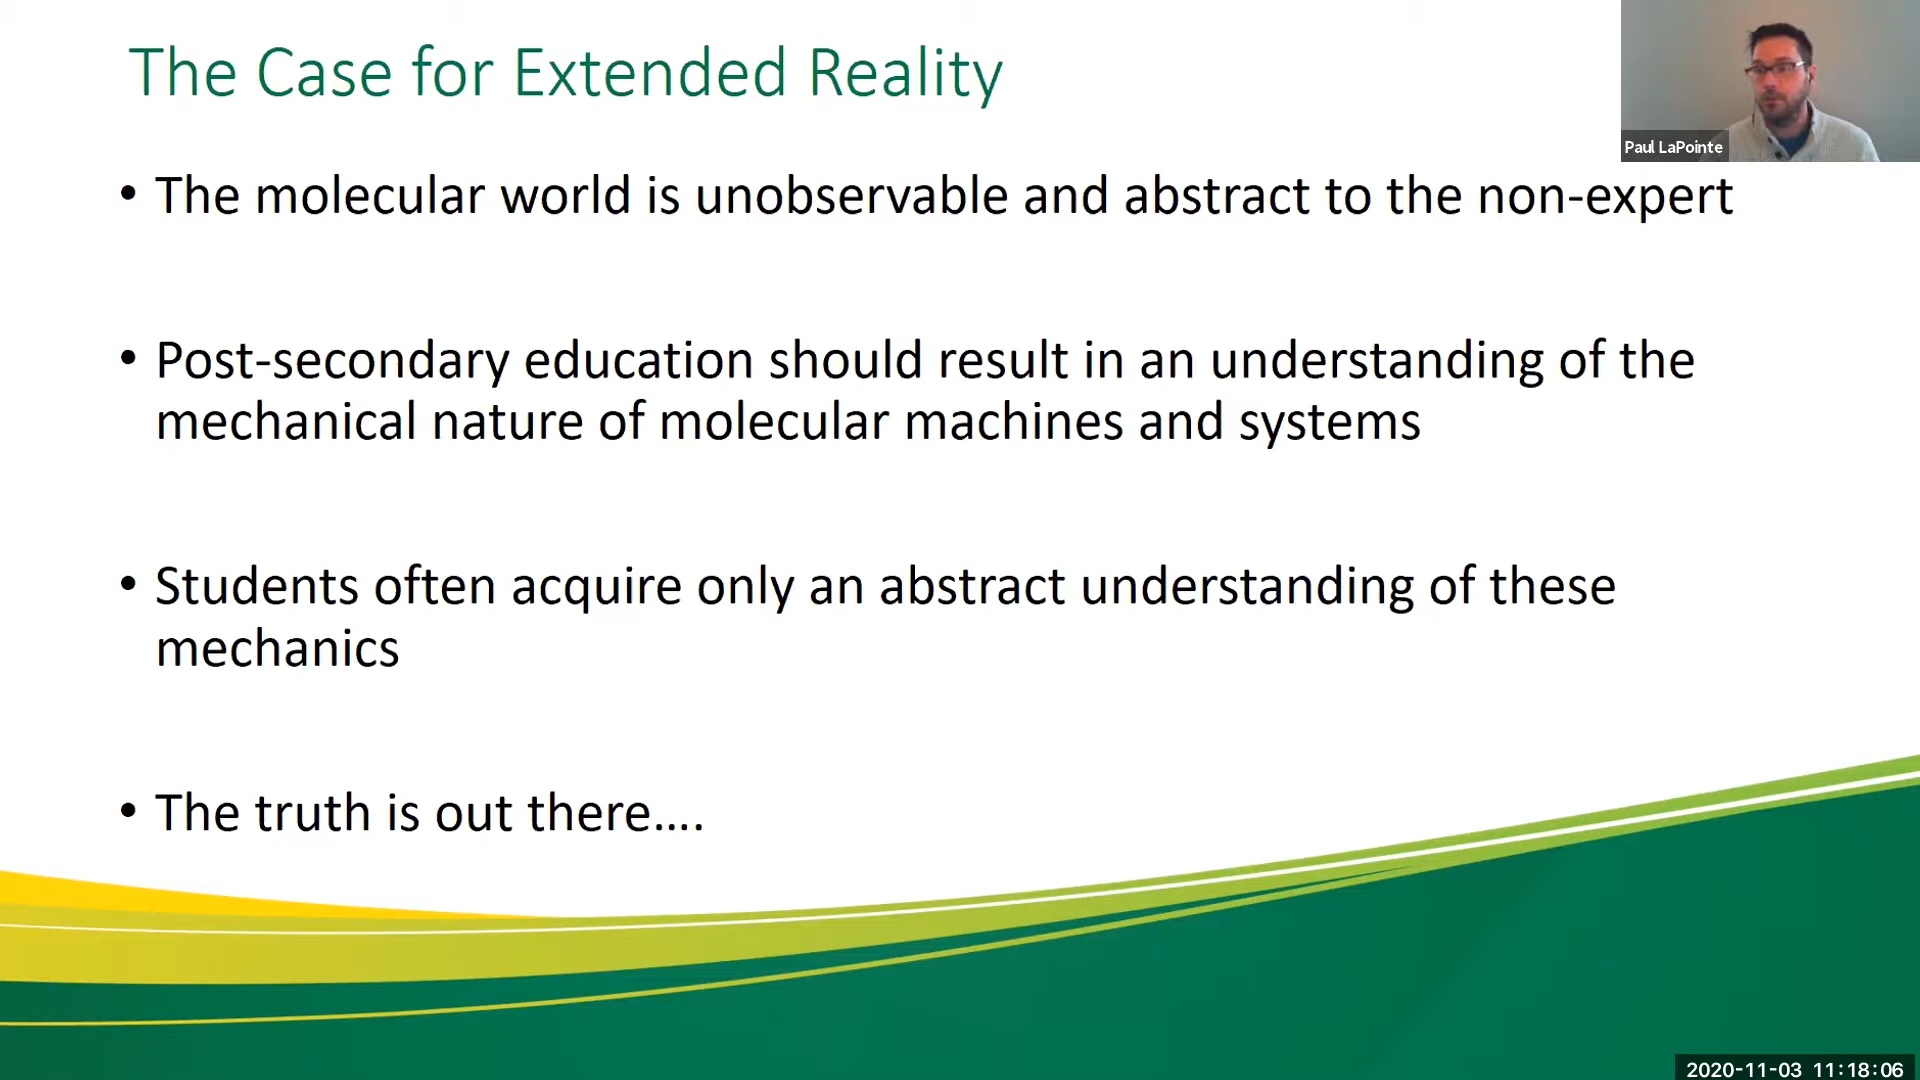 The Case for Extended Reality
Paul LaPointe
• The molecular world is unobservable and abstract to the non-expert
• Post-secondary education should result in an understanding of the
mechanical nature of molecular machines and systems
• Students often acquire only an abstract understanding of these
mechanics
• The truth is out there....
2020-11-03 11:18:06